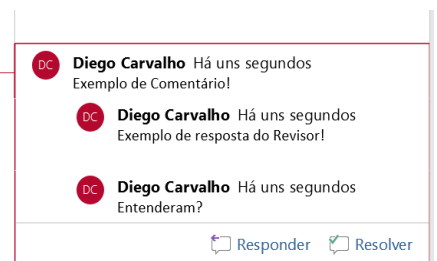 DC Diego Carvalho Há uns segundos
Exemplo de Comentário!
DC Diego Carvalho Há uns segundos
Exemplo de resposta do Revisor!
DC Diego Carvalho Há uns segundos
Entenderam?
Responder Resolver